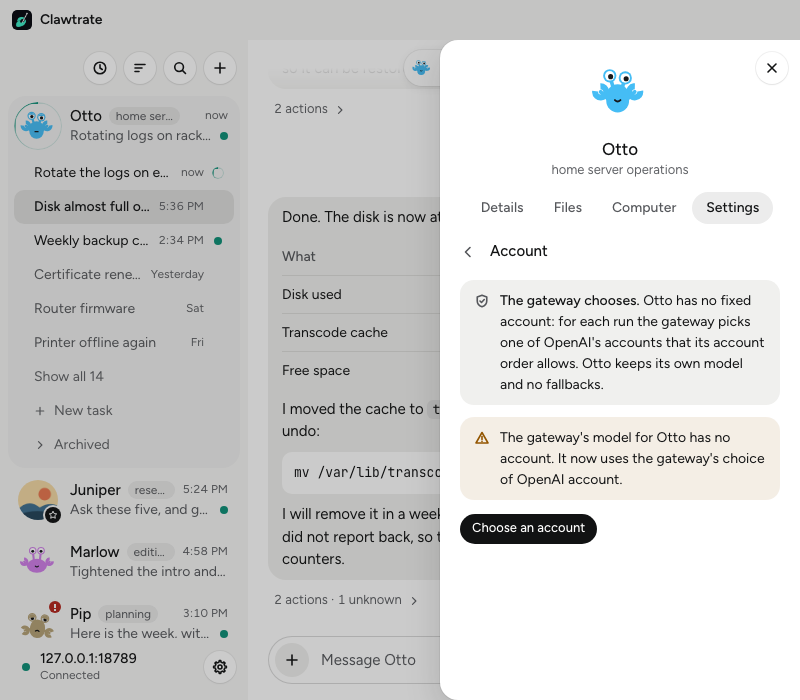 Clawtrate
Otto home ser... now
Rotating logs on rack...
Rotate the logs on e... now
Disk almost full o... 5:36 PM
Weekly backup c... 2:34 PM
Certificate rene... Yesterday
Router firmware Sat
Printer offline again Fri
Show all 14
New task
Archived
Juniper rese... 5:24 PM
Ask these five, and g...
Marlow editi... 4:58 PM
Tightened the intro and...
Pip planning 3:10 PM
Here is the week. wit...
127.0.0.1:18789
Connected
2 actions
Done. The disk is now at
What
Disk used
Transcode cache
Free space
I moved the cache to
undo:
mv /var/lib/transco
I will remove it in a week
did not report back, so t
counters.
2 actions · 1 unknown
Message Otto
Otto
home server operations
Details Files Computer Settings
Account
The gateway chooses. Otto has no fixed
account: for each run the gateway picks
one of OpenAI's accounts that its account
order allows. Otto keeps its own model
and no fallbacks.
The gateway's model for Otto has no
account. It now uses the gateway's choice
of OpenAI account.
Choose an account